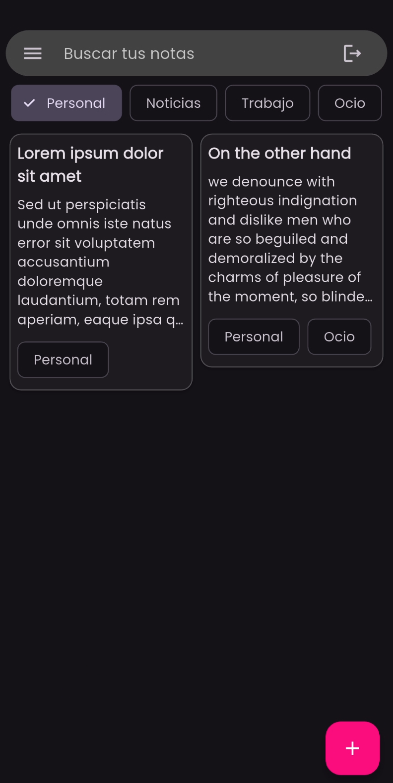 Buscar tus notas
Personal
Noticias
Trabajo
Ocio
Lorem ipsum dolor
sit amet
Sed ut perspiciatis
unde omnis iste natus
error sit voluptatem
accusantium
doloremque
laudantium, totam rem
aperiam, eaque ipsa q...
Personal
On the other hand
we denounce with
righteous indignation
and dislike men who
are so beguiled and
demoralized by the
charms of pleasure of
the moment, so blinde...
Personal
Ocio
+